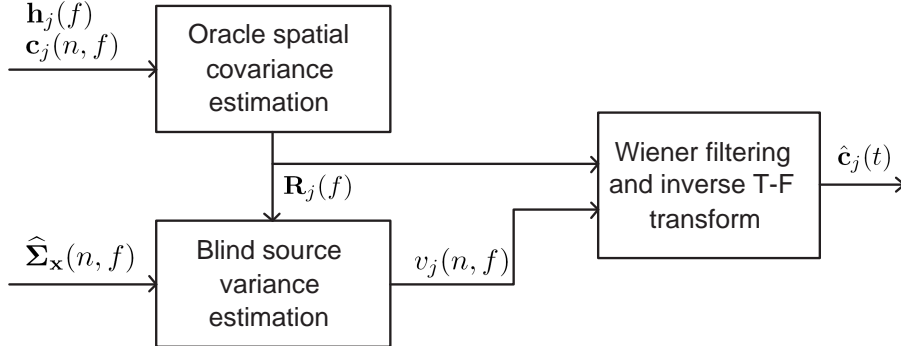 𝐡_j(f)
𝐜_j(n, f)
Oracle spatial
covariance
estimation
𝐑_j(f)
Wiener filtering
and inverse T-F
transform
𝐜̂_j(t)
𝚺̂_𝐱(n, f)
Blind source
variance
estimation
v_j(n, f)